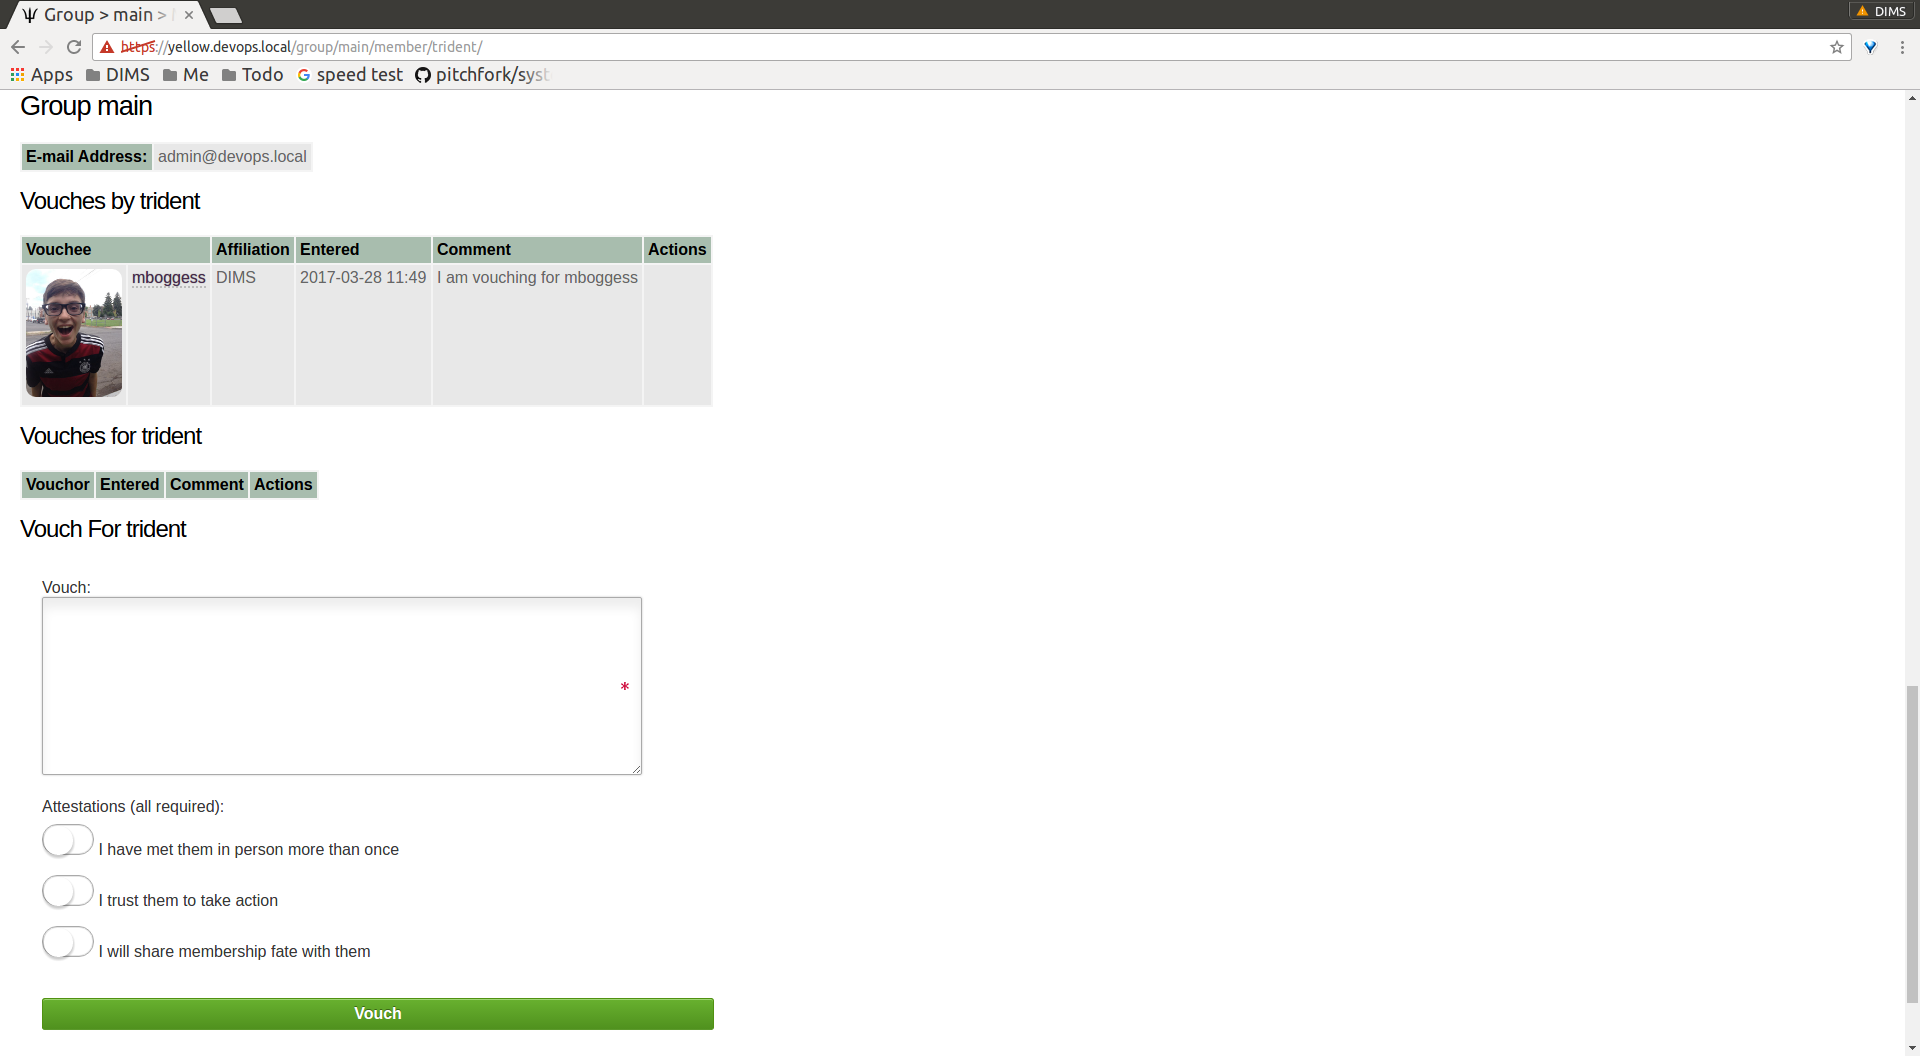 Group > main >
DIMS
https://yellow.devops.local/group/main/member/trident/
Apps DIMS Me Todo speed test pitchfork/syst
Group main
E-mail Address: admin@devops.local
Vouches by trident
Vouchee Affiliation Entered Comment Actions
mboggess DIMS 2017-03-28 11:49 I am vouching for mboggess
Vouches for trident
Vouchor Entered Comment Actions
Vouch For trident
Vouch:
*
Attestations (all required):
I have met them in person more than once
I trust them to take action
I will share membership fate with them
Vouch